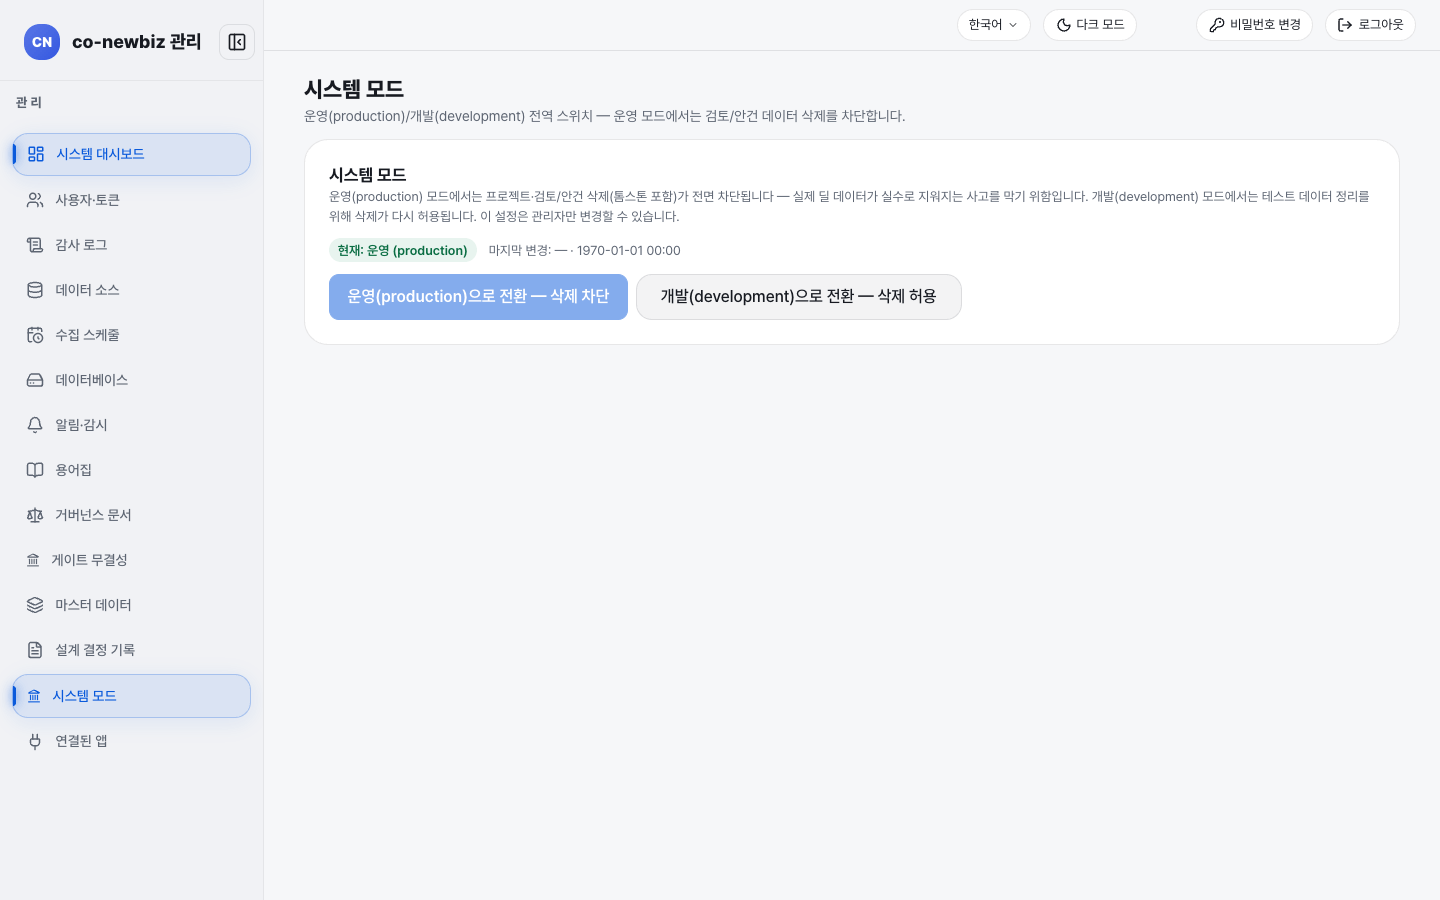 CN co-newbiz 관리
한국어
다크 모드
비밀번호 변경
로그아웃
관리
시스템 대시보드
사용자·토큰
감사 로그
데이터 소스
수집 스케줄
데이터베이스
알림·감시
용어집
거버넌스 문서
게이트 무결성
마스터 데이터
설계 결정 기록
시스템 모드
연결된 앱
시스템 모드
운영(production)/개발(development) 전역 스위치 — 운영 모드에서는 검토/안건 데이터 삭제를 차단합니다.
시스템 모드
운영(production) 모드에서는 프로젝트·검토/안건 삭제(톰스톤 포함)가 전면 차단됩니다 — 실제 딜 데이터가 실수로 지워지는 사고를 막기 위함입니다. 개발(development) 모드에서는 테스트 데이터 정리를
위해 삭제가 다시 허용됩니다. 이 설정은 관리자만 변경할 수 있습니다.
현재: 운영 (production) 마지막 변경: — · 1970-01-01 00:00
운영(production)으로 전환 — 삭제 차단
개발(development)으로 전환 — 삭제 허용